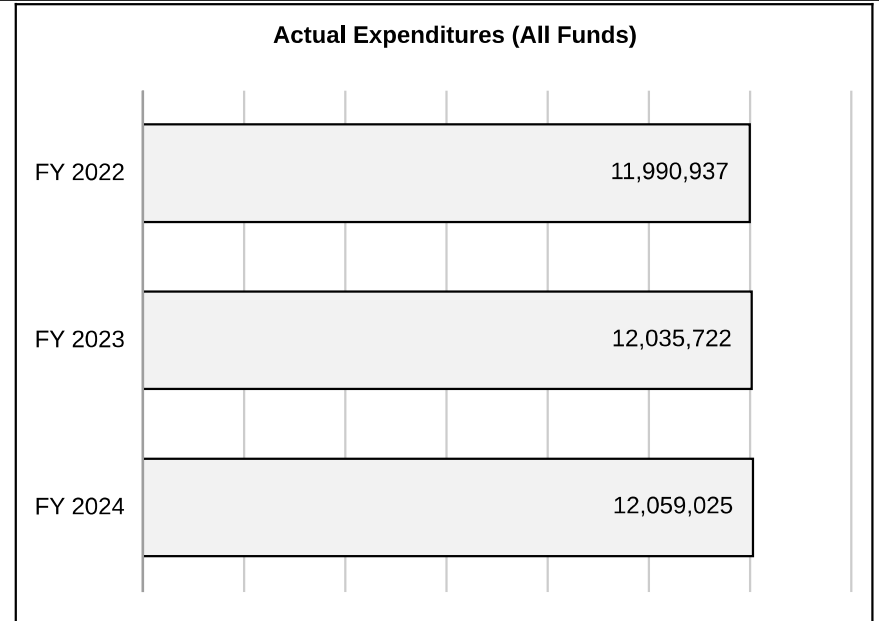 Actual Expenditures (All Funds)
FY 2022 11,990,937
FY 2023 12,035,722
FY 2024 12,059,025